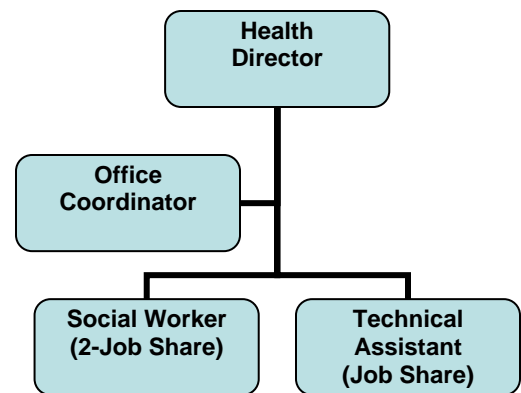 Health
Director
Office
Coordinator
Social Worker
(2-Job Share)
Technical
Assistant
(Job Share)